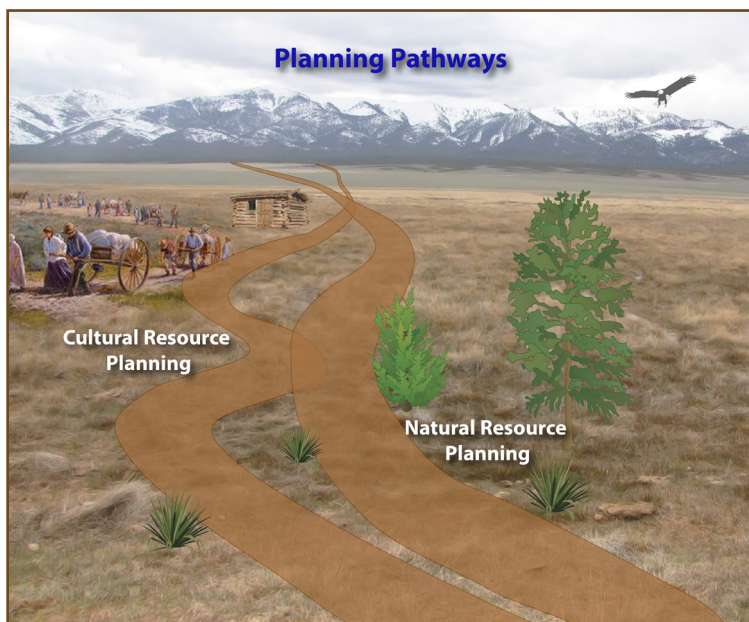 Planning Pathways
Cultural Resource
Planning
Natural Resource
Planning